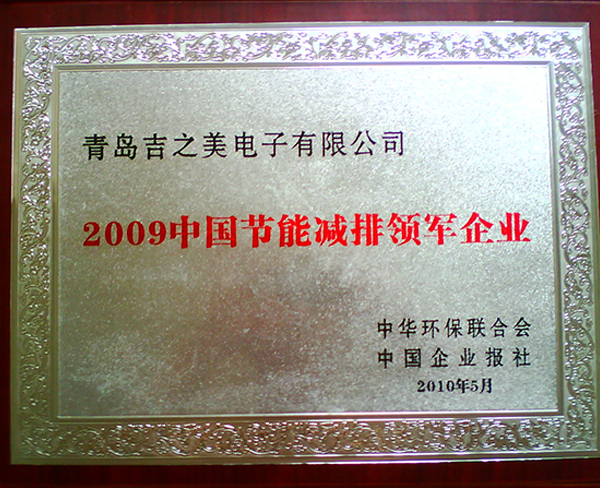 青岛吉之美电子有限公司
2009中国节能减排领军企业
中华环保联合会
中国企业报社
2010年5月